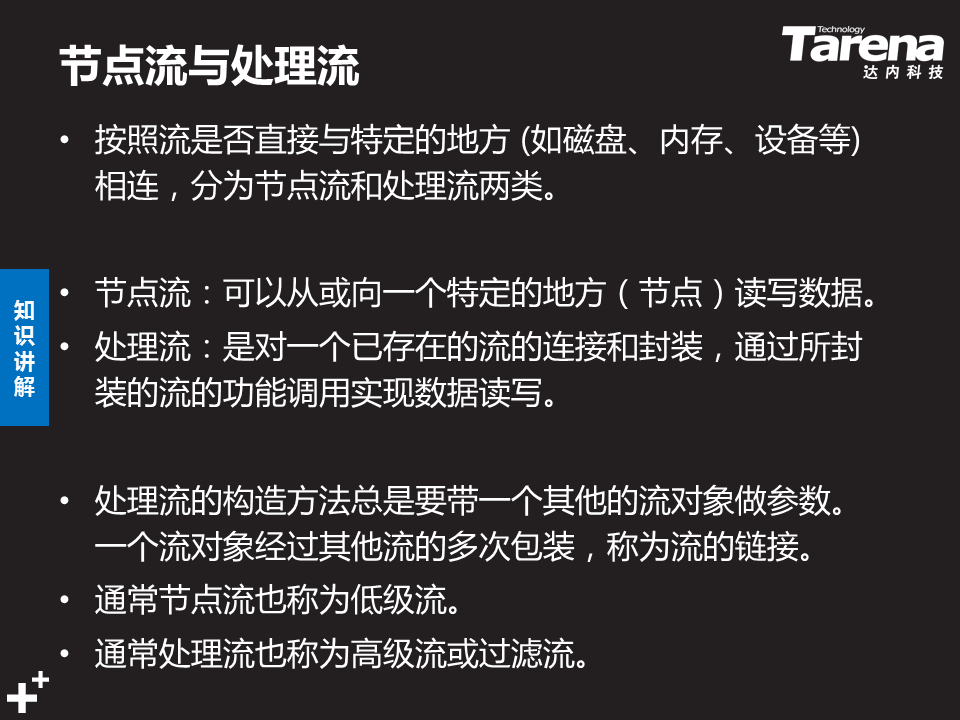 节点流与处理流
Technology
Tarena
达内科技
• 按照流是否直接与特定的地方 (如磁盘、内存、设备等)
相连，分为节点流和处理流两类。
• 节点流：可以从或向一个特定的地方（节点）读写数据。
• 处理流：是对一个已存在的流的连接和封装，通过所封
装的流的功能调用实现数据读写。
知
识
讲
解
• 处理流的构造方法总是要带一个其他的流对象做参数。
一个流对象经过其他流的多次包装，称为流的链接。
• 通常节点流也称为低级流。
• 通常处理流也称为高级流或过滤流。